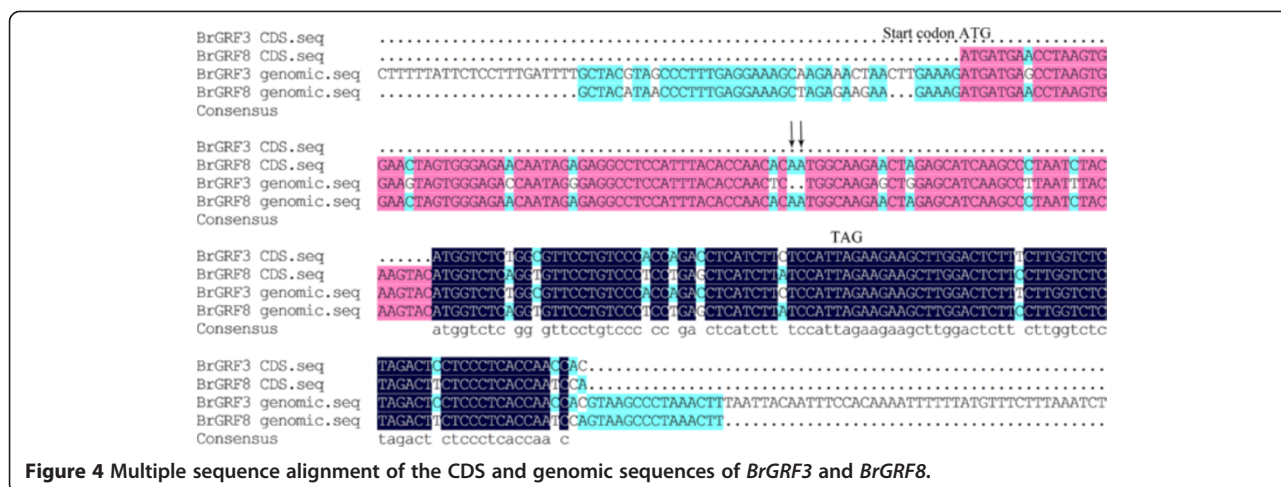 Start codon ATG
BrGRF3 CDS.seq ................................................................................
BrGRF8 CDS.seq ................................................................ATGATGAACCTAAGTG
BrGRF3 genomic.seq CTTTTTATTCTCCTTTGATTTTGCTACGTAGCCCTTTGAGGAAAGCAAGAAACTAACTTGAAAGATGATGAGCCTAAGTG
BrGRF8 genomic.seq ......................GCTACATAACCCTTTGAGGAAAGCTAGAGAAGAA...GAAAGATGATGAACCTAAGTG
Consensus
BrGRF3 CDS.seq ................................................................................
BrGRF8 CDS.seq GAACTAGTGGGAGAACAATAGAGAGGCCTCCATTTACACCAACACAATGGCAAGAACTAGAGCATCAAGCCCTAATCTAC
BrGRF3 genomic.seq GAAGTAGTGGGAGACCAATAGGGAGGCCTCCATTTACACCAACTC..TGGCAAGAGCTGGAGCATCAAGCCTTAATTTAC
BrGRF8 genomic.seq GAACTAGTGGGAGAACAATAGAGAGGCCTCCATTTACACCAACACAATGGCAAGAACTAGAGCATCAAGCCCTAATCTAC
Consensus
TAG
BrGRF3 CDS.seq ......ATGGTCTCTGGCGTTCCTGTCCCACCAGACCTCATCTTCTCCATTAGAAGAAGCTTGGACTCTTTCTTGGTCTC
BrGRF8 CDS.seq AAGTACATGGTCTCAGGTGTTCCTGTCCCTCCTGAGCTCATCTTATCCATTAGAAGAAGCTTGGACTCTTCCTTGGTCTC
BrGRF3 genomic.seq AAGTACATGGTCTCTGGCGTTCCTGTCCCACCAGACCTCATCTTCTCCATTAGAAGAAGCTTGGACTCTTTCTTGGTCTC
BrGRF8 genomic.seq AAGTACATGGTCTCAGGTGTTCCTGTCCCTCCTGAGCTCATCTTATCCATTAGAAGAAGCTTGGACTCTTCCTTGGTCTC
Consensus atggtctc gg gttcctgtccc cc ga ctcatctt tccattagaagaagcttggactctt cttggtctc
BrGRF3 CDS.seq TAGACTCCTCCCTCACCAACCAC.........................................................
BrGRF8 CDS.seq TAGACTTCTCCCTCACCAATCCA.........................................................
BrGRF3 genomic.seq TAGACTCCTCCCTCACCAACCACGTAAGCCCTAAACTTTAATTACAATTTCCACAAAATTTTTTATGTTTCTTTAAATCT
BrGRF8 genomic.seq TAGACTTCTCCCTCACCAATCCAGTAAGCCCTAAACTT..........................................
Consensus tagact ctccctcaccaa c
Figure 4 Multiple sequence alignment of the CDS and genomic sequences of BrGRF3 and BrGRF8.